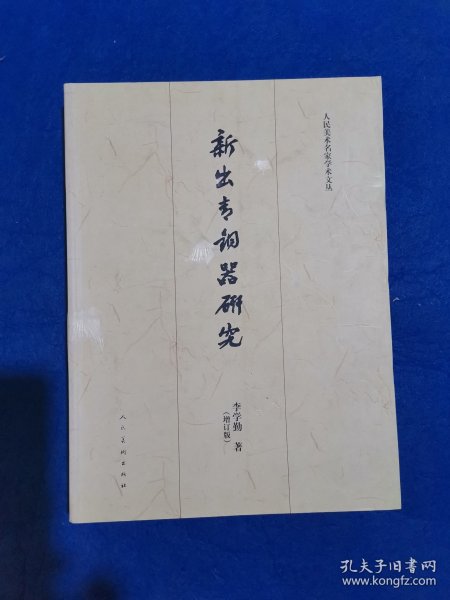 人民美术名家学术文丛
新出青铜器研究
李学勤 著
（增订版）
人民美术出版社
孔夫子旧书网
www.kongfz.com